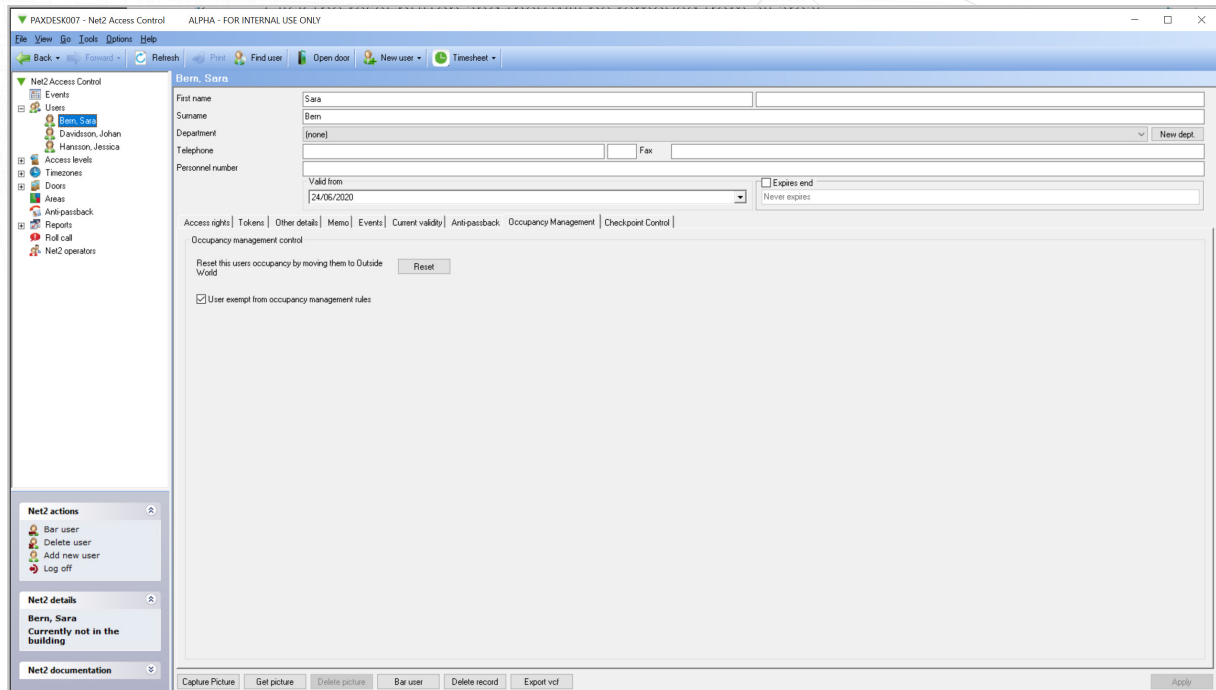 PAXDESK007 - Net2 Access Control ALPHA - FOR INTERNAL USE ONLY
File View Go Tools Options Help
Back Forward Refresh Print Find user Open door New user Timesheet
Net2 Access Control
Events
Users
Bern, Sara
Davidsson, Johan
Hansson, Jessica
Access levels
Timezones
Doors
Areas
Anti-passback
Reports
Roll call
Net2 operators
Net2 actions
Bar user
Delete user
Add new user
Log off
Net2 details
Bern, Sara
Currently not in the
building
Net2 documentation
Bern, Sara
First name Sara
Surname Bern
Department (none) New dept.
Telephone Fax
Personnel number
Valid from Expires end
24/06/2020 Never expires
Access rights Tokens Other details Memo Events Current validity Anti-passback Occupancy Management Checkpoint Control
Occupancy management control
Reset this users occupancy by moving them to Outside
World
Reset
User exempt from occupancy management rules
Capture Picture Get picture Delete picture Bar user Delete record Export vcf Apply